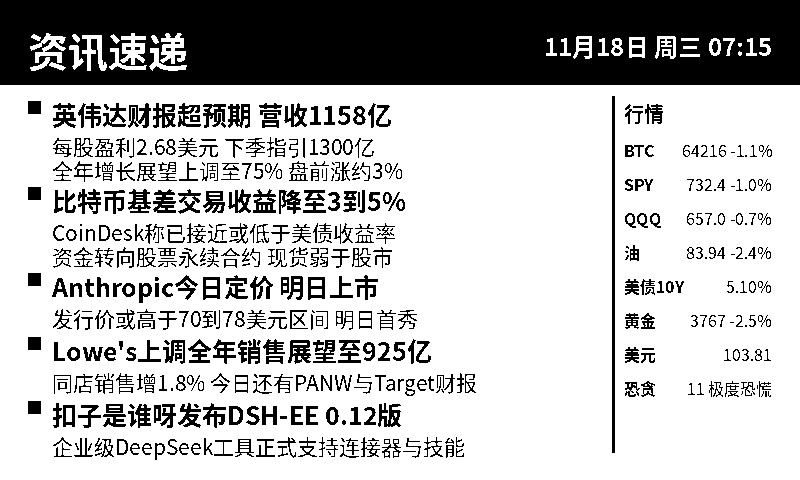 资讯速递
11月18日 周三 07:15
英伟达财报超预期 营收1158亿
每股盈利2.68美元 下季指引1300亿
全年增长展望上调至75% 盘前涨约3%
比特币基差交易收益降至3到5%
CoinDesk称已接近或低于美债收益率
资金转向股票永续合约 现货弱于股市
Anthropic今日定价 明日上市
发行价或高于70到78美元区间 明日首秀
Lowe's上调全年销售展望至925亿
同店销售增1.8% 今日还有PANW与Target财报
扣子是谁呀发布DSH-EE 0.12版
企业级DeepSeek工具正式支持连接器与技能
行情
BTC 64216 -1.1%
SPY 732.4 -1.0%
QQQ 657.0 -0.7%
油 83.94 -2.4%
美债10Y 5.10%
黄金 3767 -2.5%
美元 103.81
恐贪 11 极度恐慌